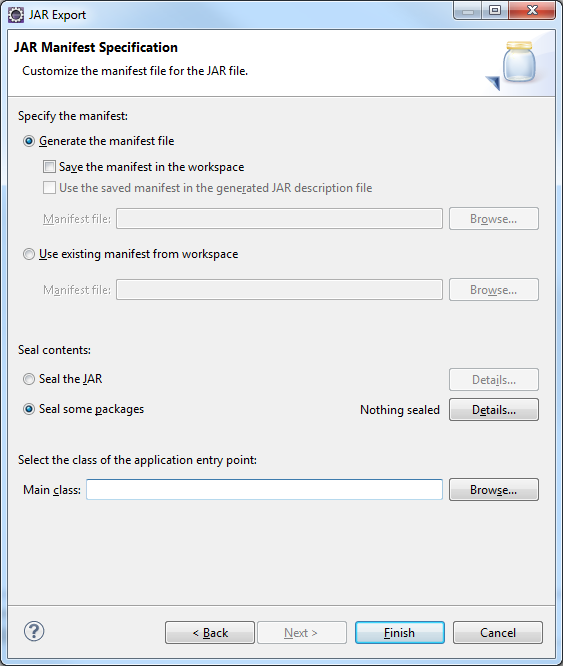 JAR Export
JAR Manifest Specification
Customize the manifest file for the JAR file.
Specify the manifest:
Generate the manifest file
Save the manifest in the workspace
Use the saved manifest in the generated JAR description file
Manifest file:
Browse...
Use existing manifest from workspace
Manifest file:
Browse...
Seal contents:
Seal the JAR
Details...
Seal some packages
Nothing sealed
Details...
Select the class of the application entry point:
Main class:
Browse...
?
< Back
Next >
Finish
Cancel